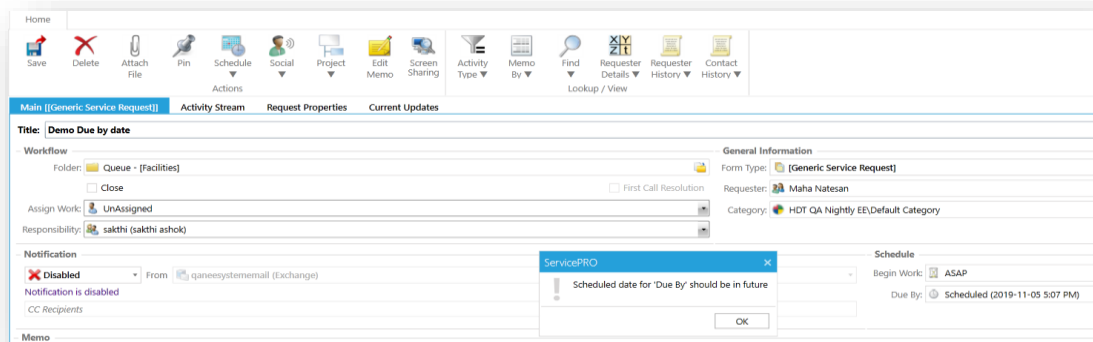 Home
Save
Delete
Attach File
Pin
Schedule
Social
Project
Edit Memo
Screen Sharing
Activity Type ▼
Memo By ▼
Find
Requester Details ▼
Requester History ▼
Contact History ▼
Actions
Lookup / View
Main [[Generic Service Request]] Activity Stream Request Properties Current Updates
Title: Demo Due by date
Workflow
General Information
Folder: Queue - [Facilities]
Form Type: [Generic Service Request]
Close
First Call Resolution
Requester: Maha Natesan
Assign Work: UnAssigned
Category: HDT QA Nightly EE\Default Category
Responsibility: sakthi (sakthi ashok)
Notification
Schedule
Disabled From qaneesystememail (Exchange)
Begin Work: ASAP
Notification is disabled
Due By: Scheduled (2019-11-05 5:07 PM)
CC Recipients
ServicePRO
Scheduled date for 'Due By' should be in future
OK
Memo